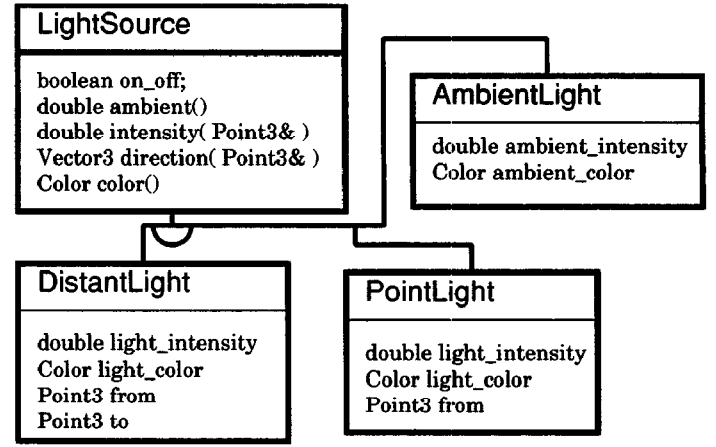 LightSource
boolean on_off;
double ambient()
double intensity( Point3& )
Vector3 direction( Point3& )
Color color()
AmbientLight
double ambient_intensity
Color ambient_color
DistantLight
double light_intensity
Color light_color
Point3 from
Point3 to
PointLight
double light_intensity
Color light_color
Point3 from